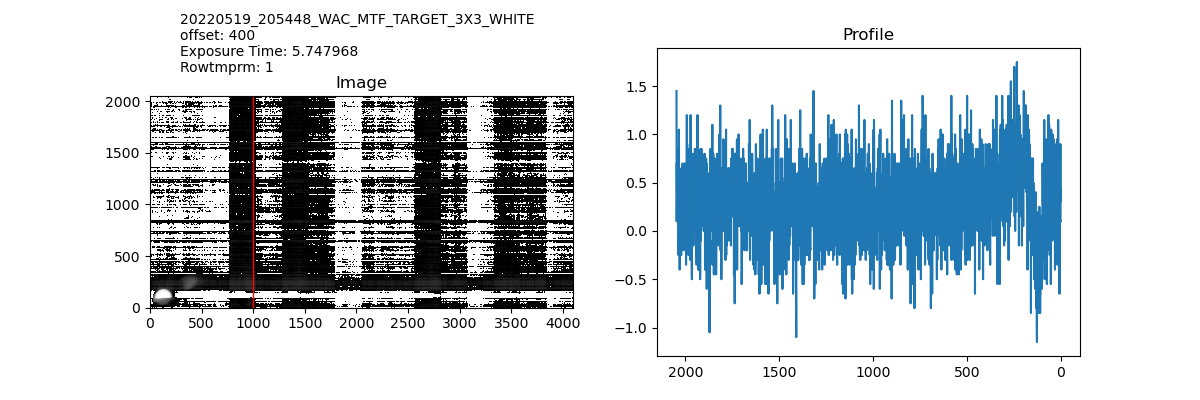 20220519_205448_WAC_MTF_TARGET_3X3_WHITE
offset: 400
Exposure Time: 5.747968
Rowtmprm: 1
Image
2000
1500
1000
500
0
0 500 1000 1500 2000 2500 3000 3500 4000
Profile
1.5
1.0
0.5
0.0
−0.5
−1.0
2000 1500 1000 500 0